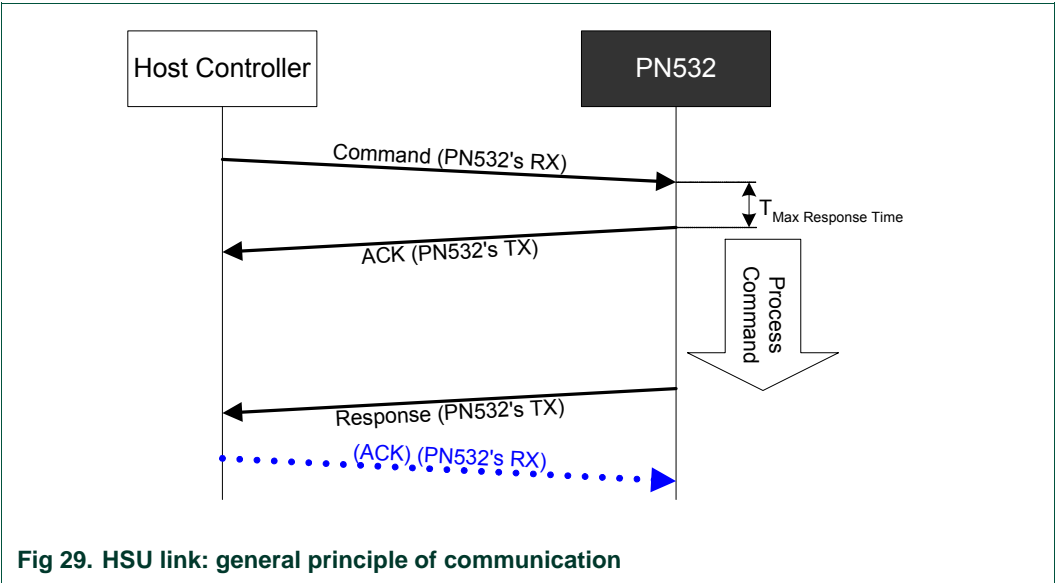 Host Controller
PN532
Command (PN532's RX)
T Max Response Time
ACK (PN532's TX)
Process
Command
Response (PN532's TX)
(ACK) (PN532's RX)
Fig 29. HSU link: general principle of communication